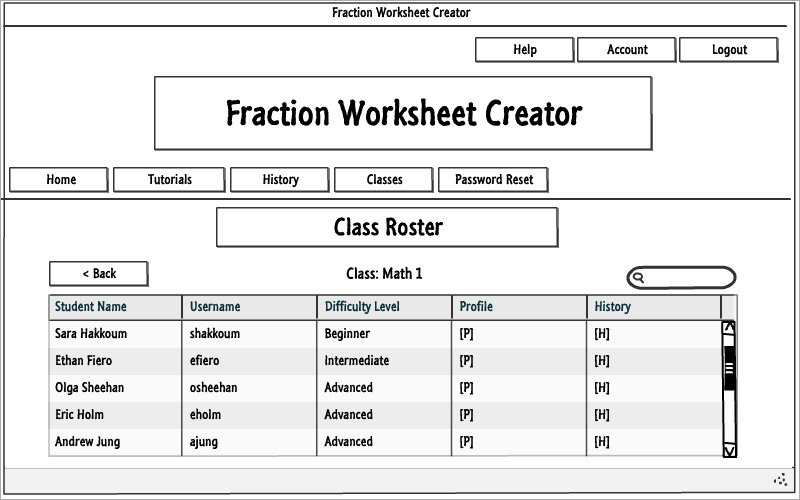 Fraction Worksheet Creator
Help Account Logout
Fraction Worksheet Creator
Home Tutorials History Classes Password Reset
Class Roster
< Back Class: Math 1
Student Name Username Difficulty Level Profile History
Sara Hakkoum shakkoum Beginner [P] [H]
Ethan Fiero efiero Intermediate [P] [H]
Olga Sheehan osheehan Advanced [P] [H]
Eric Holm eholm Advanced [P] [H]
Andrew Jung ajung Advanced [P] [H]